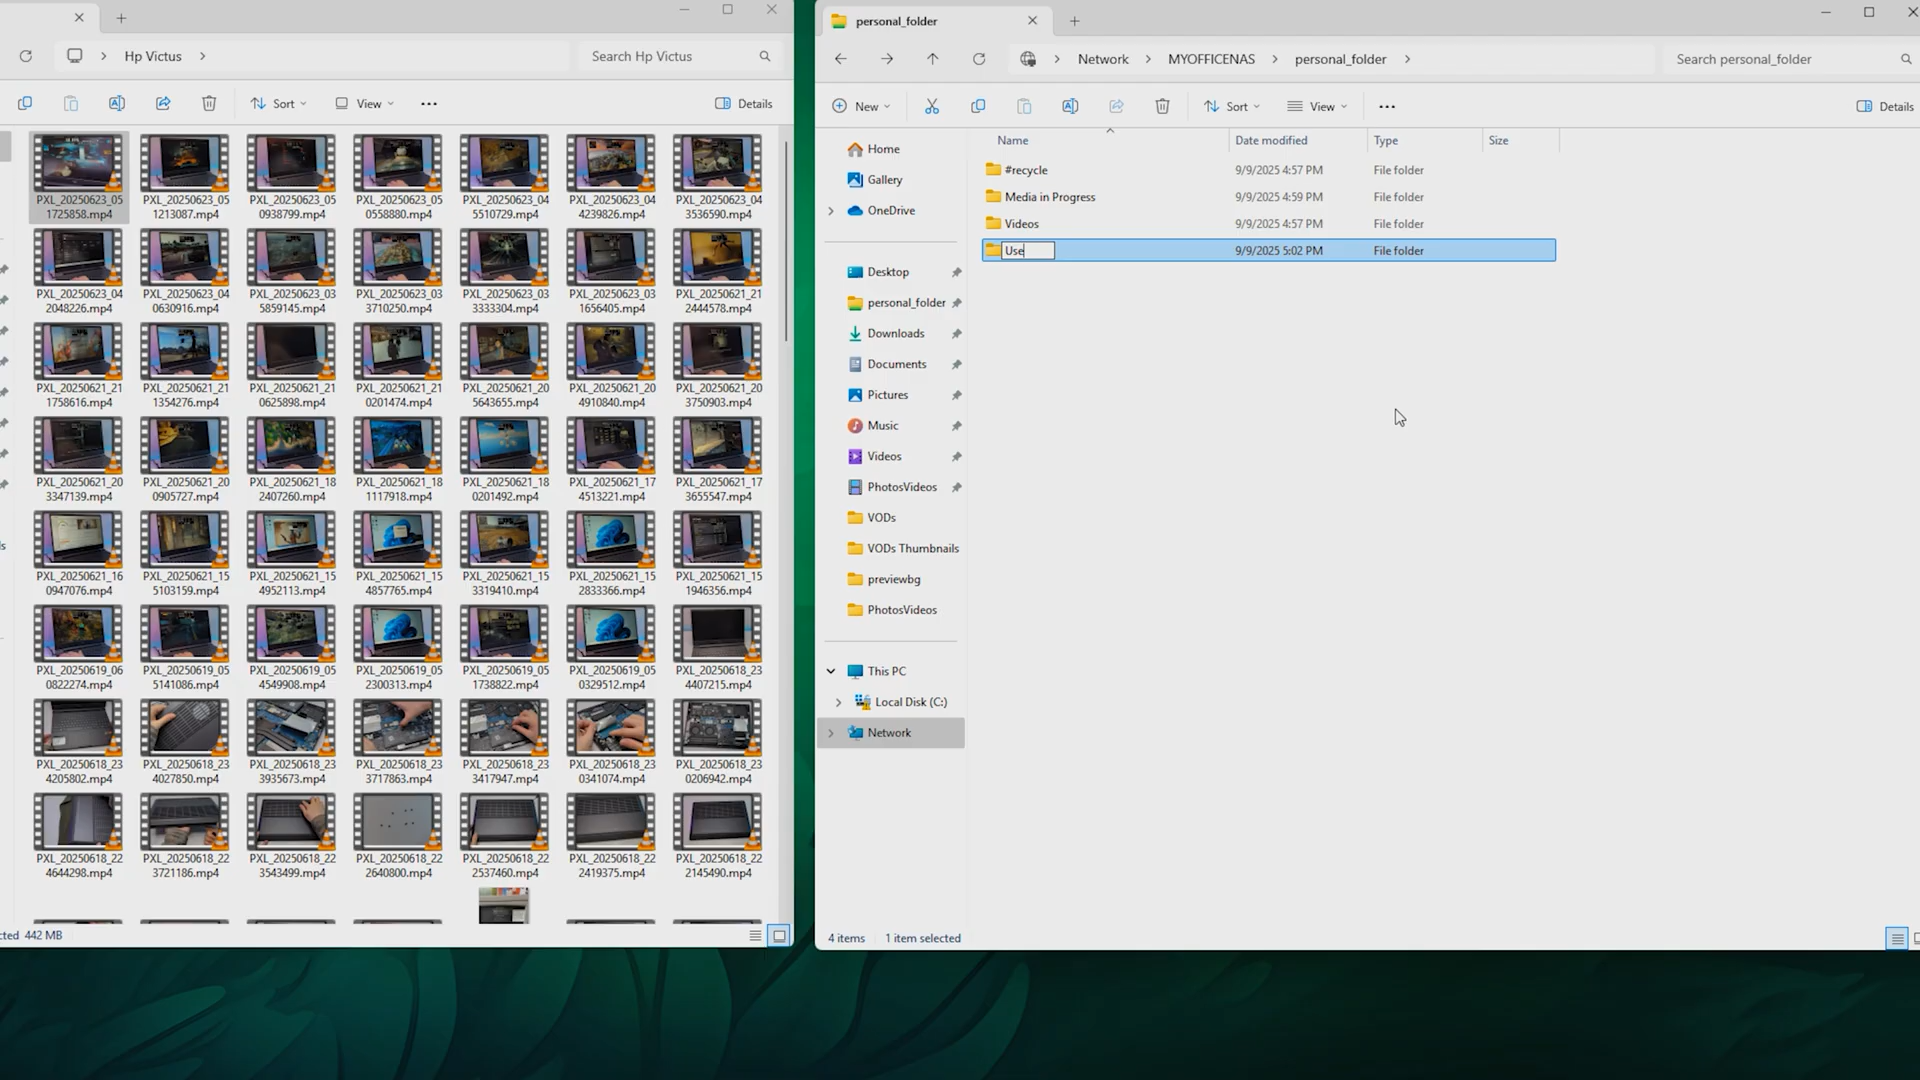 Hp Victus
Search Hp Victus
Sort
View
Details
PXL_20250623_05
1725858.mp4
PXL_20250623_05
1213087.mp4
PXL_20250623_05
0938799.mp4
PXL_20250623_05
0558880.mp4
PXL_20250623_04
4510729.mp4
PXL_20250623_04
4239826.mp4
PXL_20250623_04
3536590.mp4
PXL_20250623_04
2048226.mp4
PXL_20250623_04
0630916.mp4
PXL_20250623_03
5859145.mp4
PXL_20250623_03
3710250.mp4
PXL_20250623_03
3333304.mp4
PXL_20250623_03
1656405.mp4
PXL_20250621_21
2444578.mp4
PXL_20250621_21
1758616.mp4
PXL_20250621_21
1354276.mp4
PXL_20250621_21
0625898.mp4
PXL_20250621_21
0201474.mp4
PXL_20250621_20
5643655.mp4
PXL_20250621_20
4910840.mp4
PXL_20250621_20
3750903.mp4
PXL_20250621_20
3347139.mp4
PXL_20250621_20
0905727.mp4
PXL_20250621_18
2407260.mp4
PXL_20250621_18
1117918.mp4
PXL_20250621_18
0201492.mp4
PXL_20250621_17
4513221.mp4
PXL_20250621_17
3655547.mp4
PXL_20250621_16
0947076.mp4
PXL_20250621_15
5103159.mp4
PXL_20250621_15
4952113.mp4
PXL_20250621_15
4857765.mp4
PXL_20250621_15
3319410.mp4
PXL_20250621_15
2833366.mp4
PXL_20250621_15
1946356.mp4
PXL_20250619_06
0822274.mp4
PXL_20250619_05
5141086.mp4
PXL_20250619_05
4549908.mp4
PXL_20250619_05
2300313.mp4
PXL_20250619_05
1738822.mp4
PXL_20250619_05
0329512.mp4
PXL_20250618_23
4407215.mp4
PXL_20250618_23
4205802.mp4
PXL_20250618_23
4027850.mp4
PXL_20250618_23
3935673.mp4
PXL_20250618_23
3717863.mp4
PXL_20250618_23
3417947.mp4
PXL_20250618_23
0341074.mp4
PXL_20250618_23
0206942.mp4
PXL_20250618_22
4644298.mp4
PXL_20250618_22
3721186.mp4
PXL_20250618_22
3543499.mp4
PXL_20250618_22
2640800.mp4
PXL_20250618_22
2537460.mp4
PXL_20250618_22
2419375.mp4
PXL_20250618_22
2145490.mp4
cted 442 MB
personal_folder
Network MYOFFICENAS personal_folder
Search personal_folder
New
Sort
View
Details
Home
Gallery
OneDrive
Desktop
personal_folder
Downloads
Documents
Pictures
Music
Videos
PhotosVideos
VODs
VODs Thumbnails
previewbg
PhotosVideos
This PC
Local Disk (C:)
Network
Name Date modified Type Size
#recycle 9/9/2025 4:57 PM File folder
Media in Progress 9/9/2025 4:59 PM File folder
Videos 9/9/2025 4:57 PM File folder
Use 9/9/2025 5:02 PM File folder
4 items 1 item selected